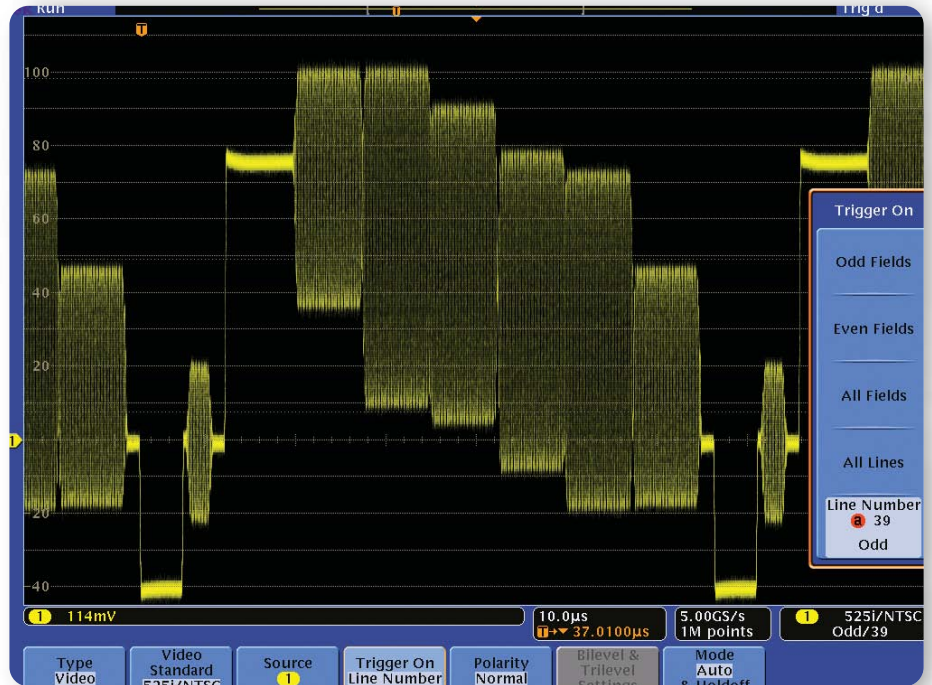 Run
Trig'd
T
T
100
80
60
40
20
1
-20
-40
Trigger On
Odd Fields
Even Fields
All Fields
All Lines
Line Number
a 39
Odd
1 114mV
10.0µs
T→▼ 37.0100µs
5.00GS/s
1M points
1 525i/NTSC
Odd/39
Type
Video
Video
Standard
525i/NTSC
Source
1
Trigger On
Line Number
Polarity
Normal
Bilevel &
Trilevel
Settings
Mode
Auto
& Holdoff